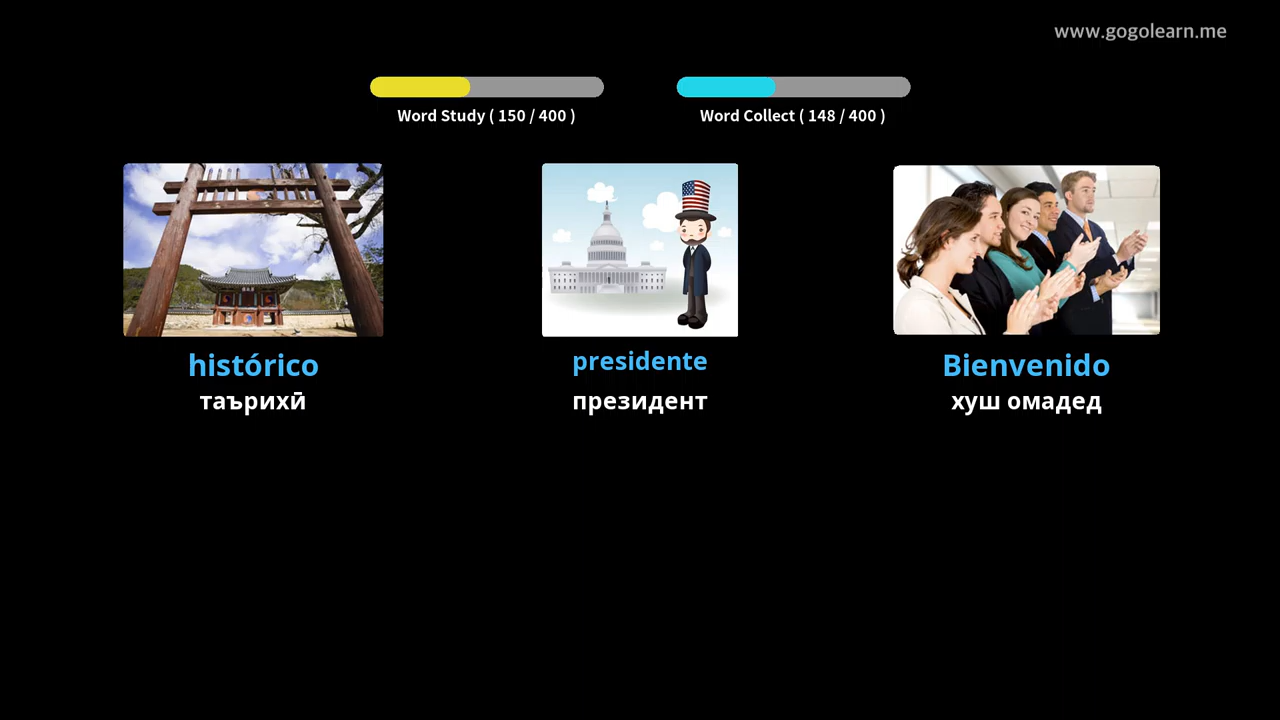 www.gogolearn.me
Word Study ( 150 / 400 )
Word Collect ( 148 / 400 )
histórico
таърихӣ
presidente
президент
Bienvenido
хуш омадед